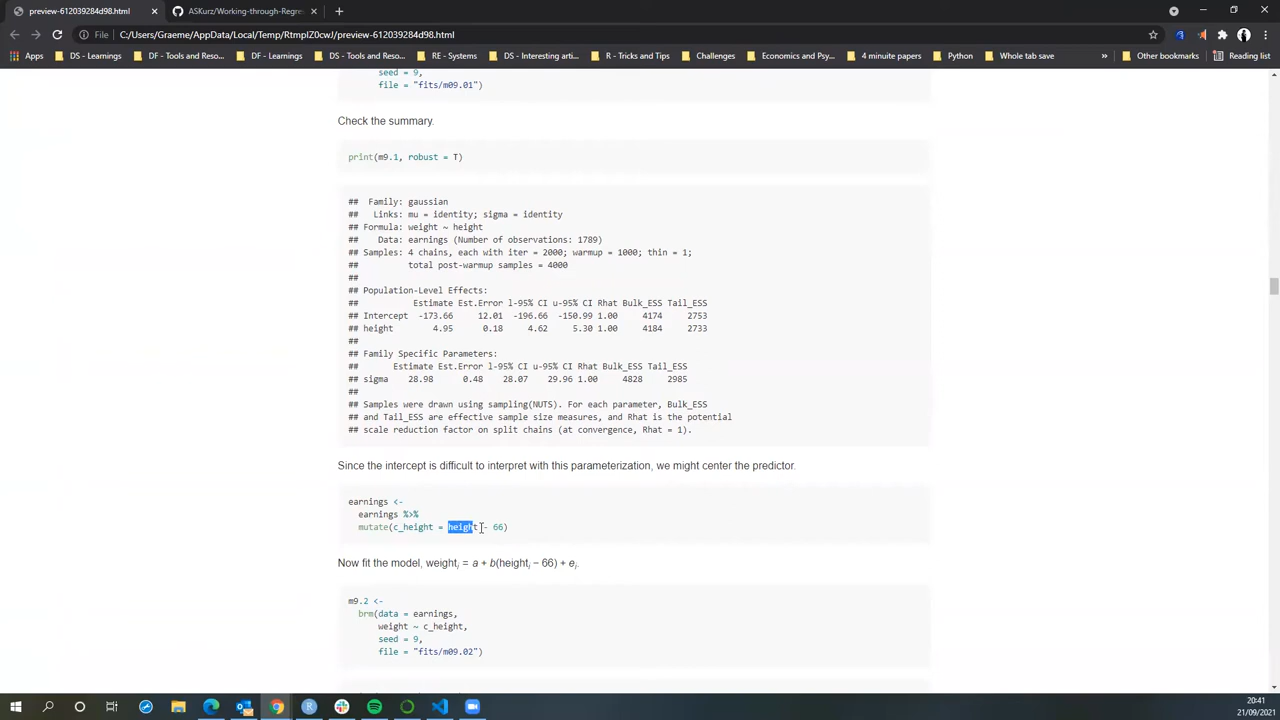 preview-612039284d98.html
ASKurz/Working-through-Regre
File C:/Users/Graeme/AppData/Local/Temp/RtmpIZ0cwJ/preview-612039284d98.html
Apps DS - Learnings DF - Tools and Reso... DF - Learnings DS - Tools and Reso... RE - Systems DS - Interesting arti... R - Tricks and Tips Challenges Economics and Psy... 4 minuite papers Python Whole tab save » Other bookmarks Reading list
seed = 9,
file = "fits/m09.01")
Check the summary.
print(m9.1, robust = T)
## Family: gaussian
## Links: mu = identity; sigma = identity
## Formula: weight ~ height
## Data: earnings (Number of observations: 1789)
## Samples: 4 chains, each with iter = 2000; warmup = 1000; thin = 1;
## total post-warmup samples = 4000
##
## Population-Level Effects:
## Estimate Est.Error l-95% CI u-95% CI Rhat Bulk_ESS Tail_ESS
## Intercept -173.66 12.01 -196.66 -150.99 1.00 4174 2753
## height 4.95 0.18 4.62 5.30 1.00 4184 2733
##
## Family Specific Parameters:
## Estimate Est.Error l-95% CI u-95% CI Rhat Bulk_ESS Tail_ESS
## sigma 28.98 0.48 28.07 29.96 1.00 4828 2985
##
## Samples were drawn using sampling(NUTS). For each parameter, Bulk_ESS
## and Tail_ESS are effective sample size measures, and Rhat is the potential
## scale reduction factor on split chains (at convergence, Rhat = 1).
Since the intercept is difficult to interpret with this parameterization, we might center the predictor.
earnings <-
earnings %>%
mutate(c_height = height - 66)
Now fit the model, weighti = a + b(heighti − 66) + ei.
m9.2 <-
brm(data = earnings,
weight ~ c_height,
seed = 9,
file = "fits/m09.02")
20:41
21/09/2021